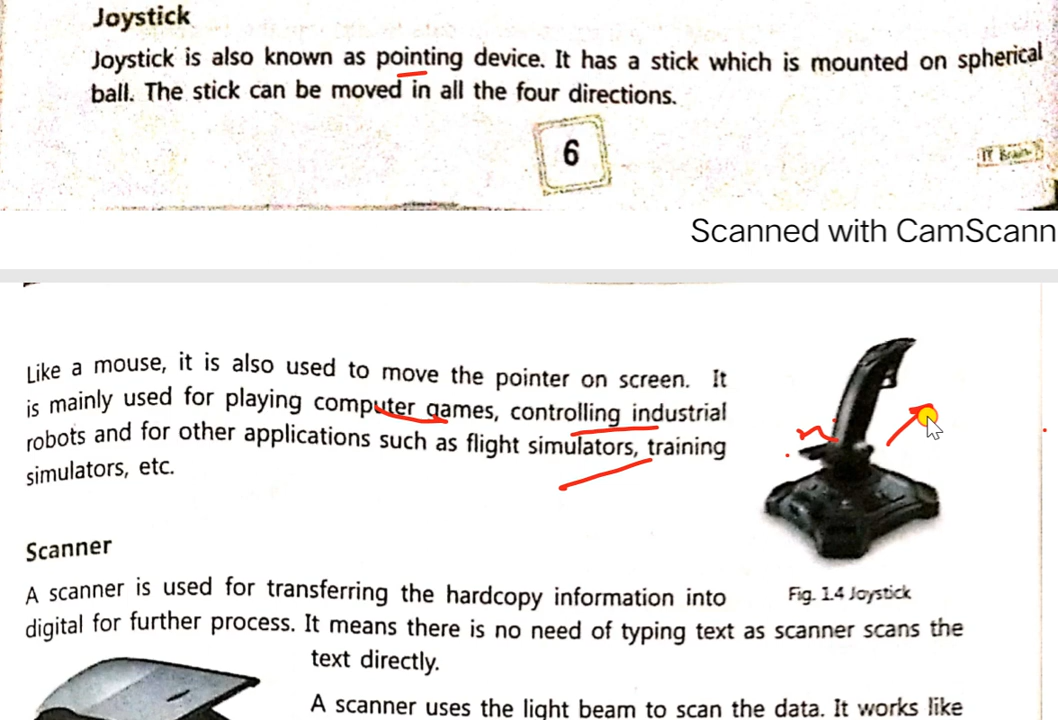 Joystick
Joystick is also known as pointing device. It has a stick which is mounted on spherical
ball. The stick can be moved in all the four directions.
6
IT Brain
Scanned with CamScann
Like a mouse, it is also used to move the pointer on screen. It
is mainly used for playing computer games, controlling industrial
robots and for other applications such as flight simulators, training
simulators, etc.
Scanner
Fig. 1.4 Joystick
A scanner is used for transferring the hardcopy information into
digital for further process. It means there is no need of typing text as scanner scans the
text directly.
A scanner uses the light beam to scan the data. It works like